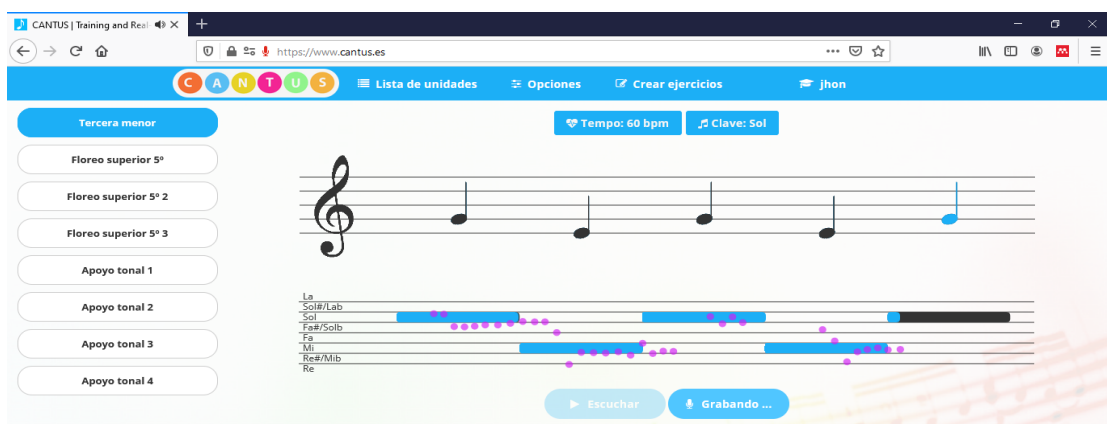 CANTUS | Training and Real-
https://www.cantus.es
CANTUS
Lista de unidades
Opciones
Crear ejercicios
jhon
Tercera menor
Floreo superior 5º
Floreo superior 5º 2
Floreo superior 5º 3
Apoyo tonal 1
Apoyo tonal 2
Apoyo tonal 3
Apoyo tonal 4
Tempo: 60 bpm
Clave: Sol
La
Sol#/Lab
Sol
Fa#/Solb
Fa
Mi
Re#/Mib
Re
Escuchar
Grabando ...